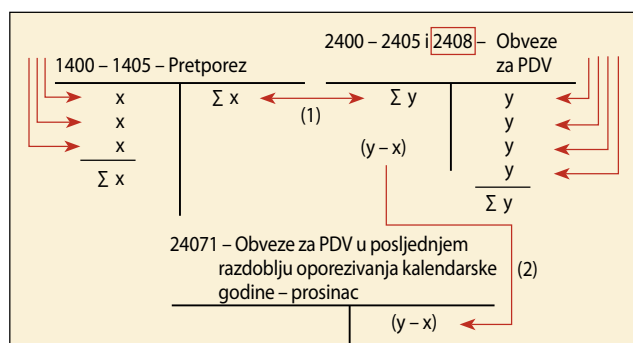 2400 – 2405 i 2408 – Obveze
za PDV
1400 – 1405 – Pretporez
x
∑ x
(1)
∑ y
y
x
y
x
(y – x)
y
∑ x
y
∑ y
24071 – Obveze za PDV u posljednjem
razdoblju oporezivanja kalendarske
godine – prosinac
(2)
(y – x)